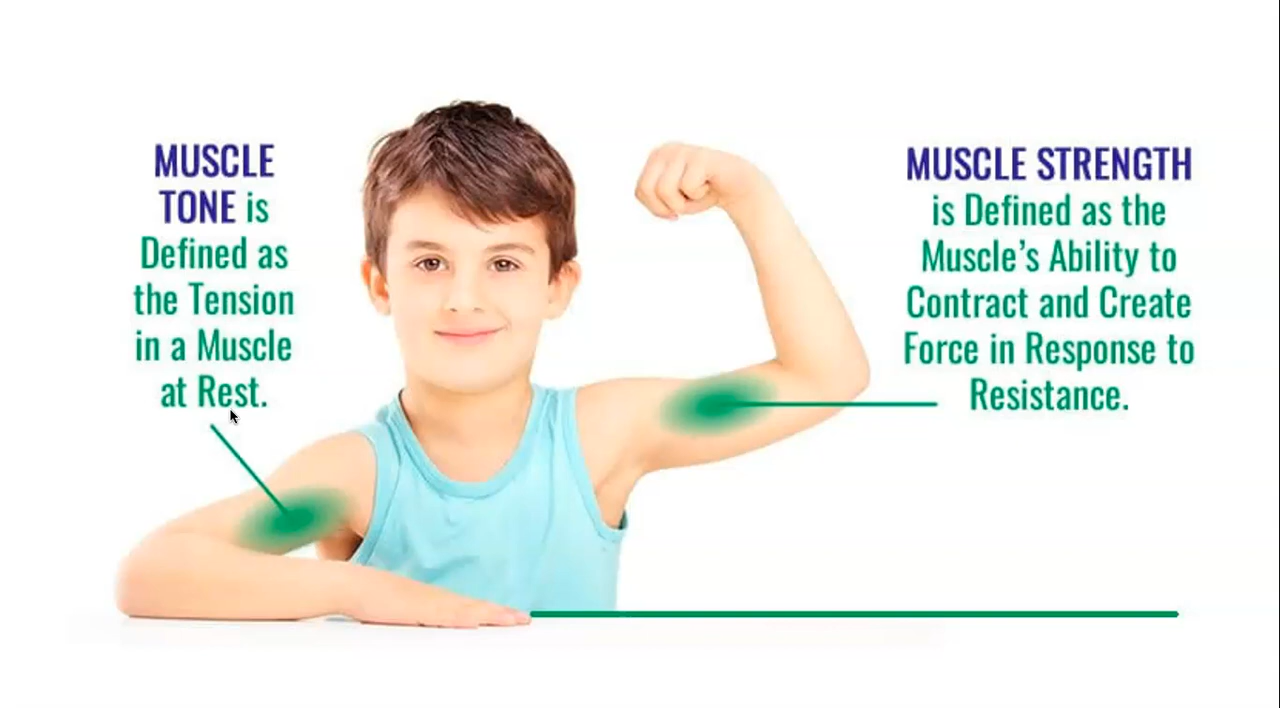 MUSCLE
TONE is
Defined as
the Tension
in a Muscle
at Rest.
MUSCLE STRENGTH
is Defined as the
Muscle’s Ability to
Contract and Create
Force in Response to
Resistance.